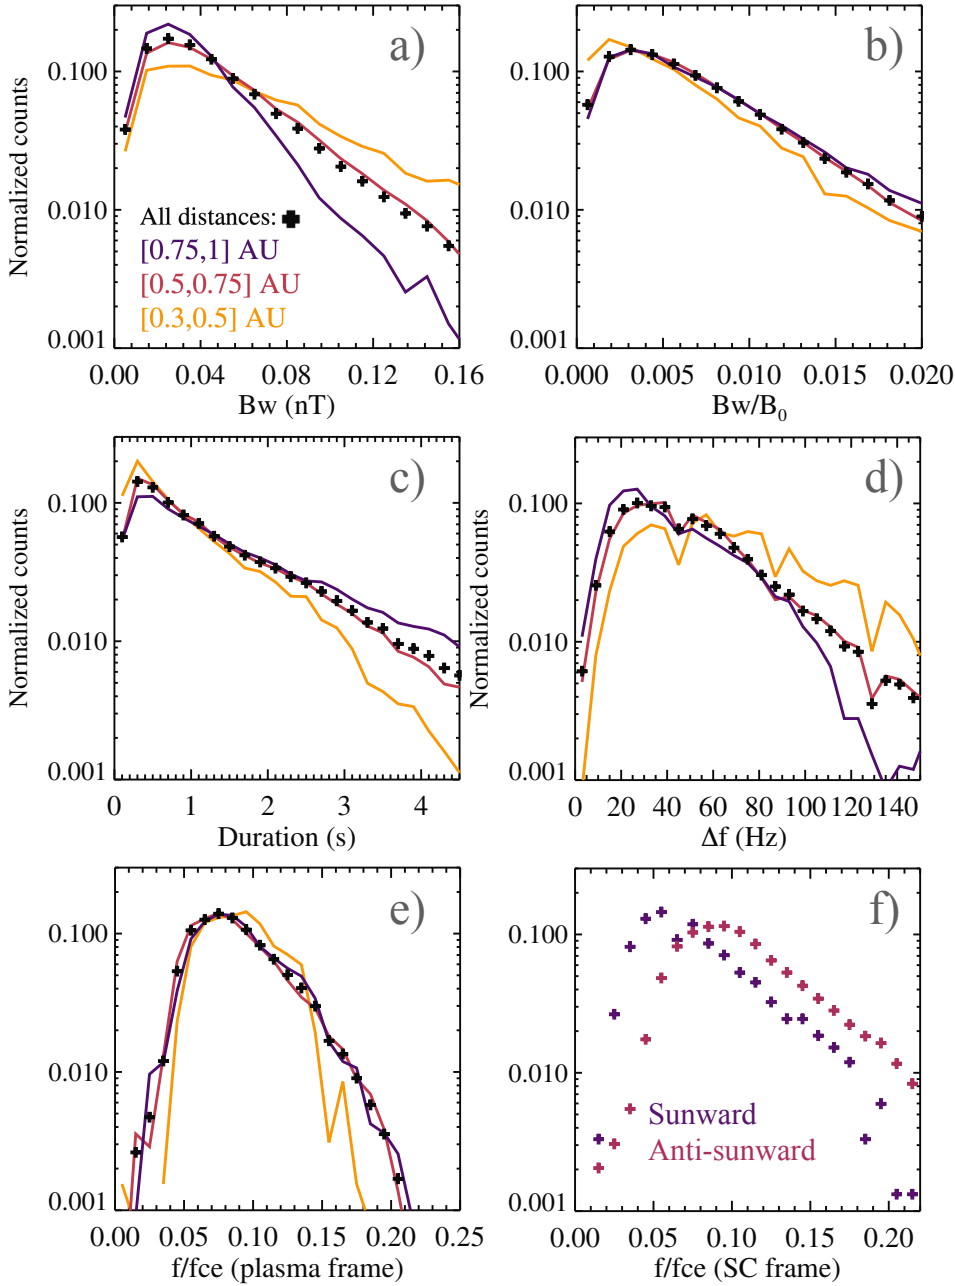 a)
Normalized counts
0.100
0.010
0.001
All distances:
[0.75,1] AU
[0.5,0.75] AU
[0.3,0.5] AU
0.00 0.04 0.08 0.12 0.16
Bw (nT)
b)
0.100
0.010
0.001
0.000 0.005 0.010 0.015 0.020
Bw/B₀
c)
Normalized counts
0.100
0.010
0.001
0 1 2 3 4
Duration (s)
d)
Normalized counts
0.100
0.010
0.001
0 20 40 60 80 100 120 140
Δf (Hz)
e)
Normalized counts
0.100
0.010
0.001
0.00 0.05 0.10 0.15 0.20 0.25
f/fce (plasma frame)
f)
0.100
0.010
0.001
Sunward
Anti-sunward
0.00 0.05 0.10 0.15 0.20
f/fce (SC frame)